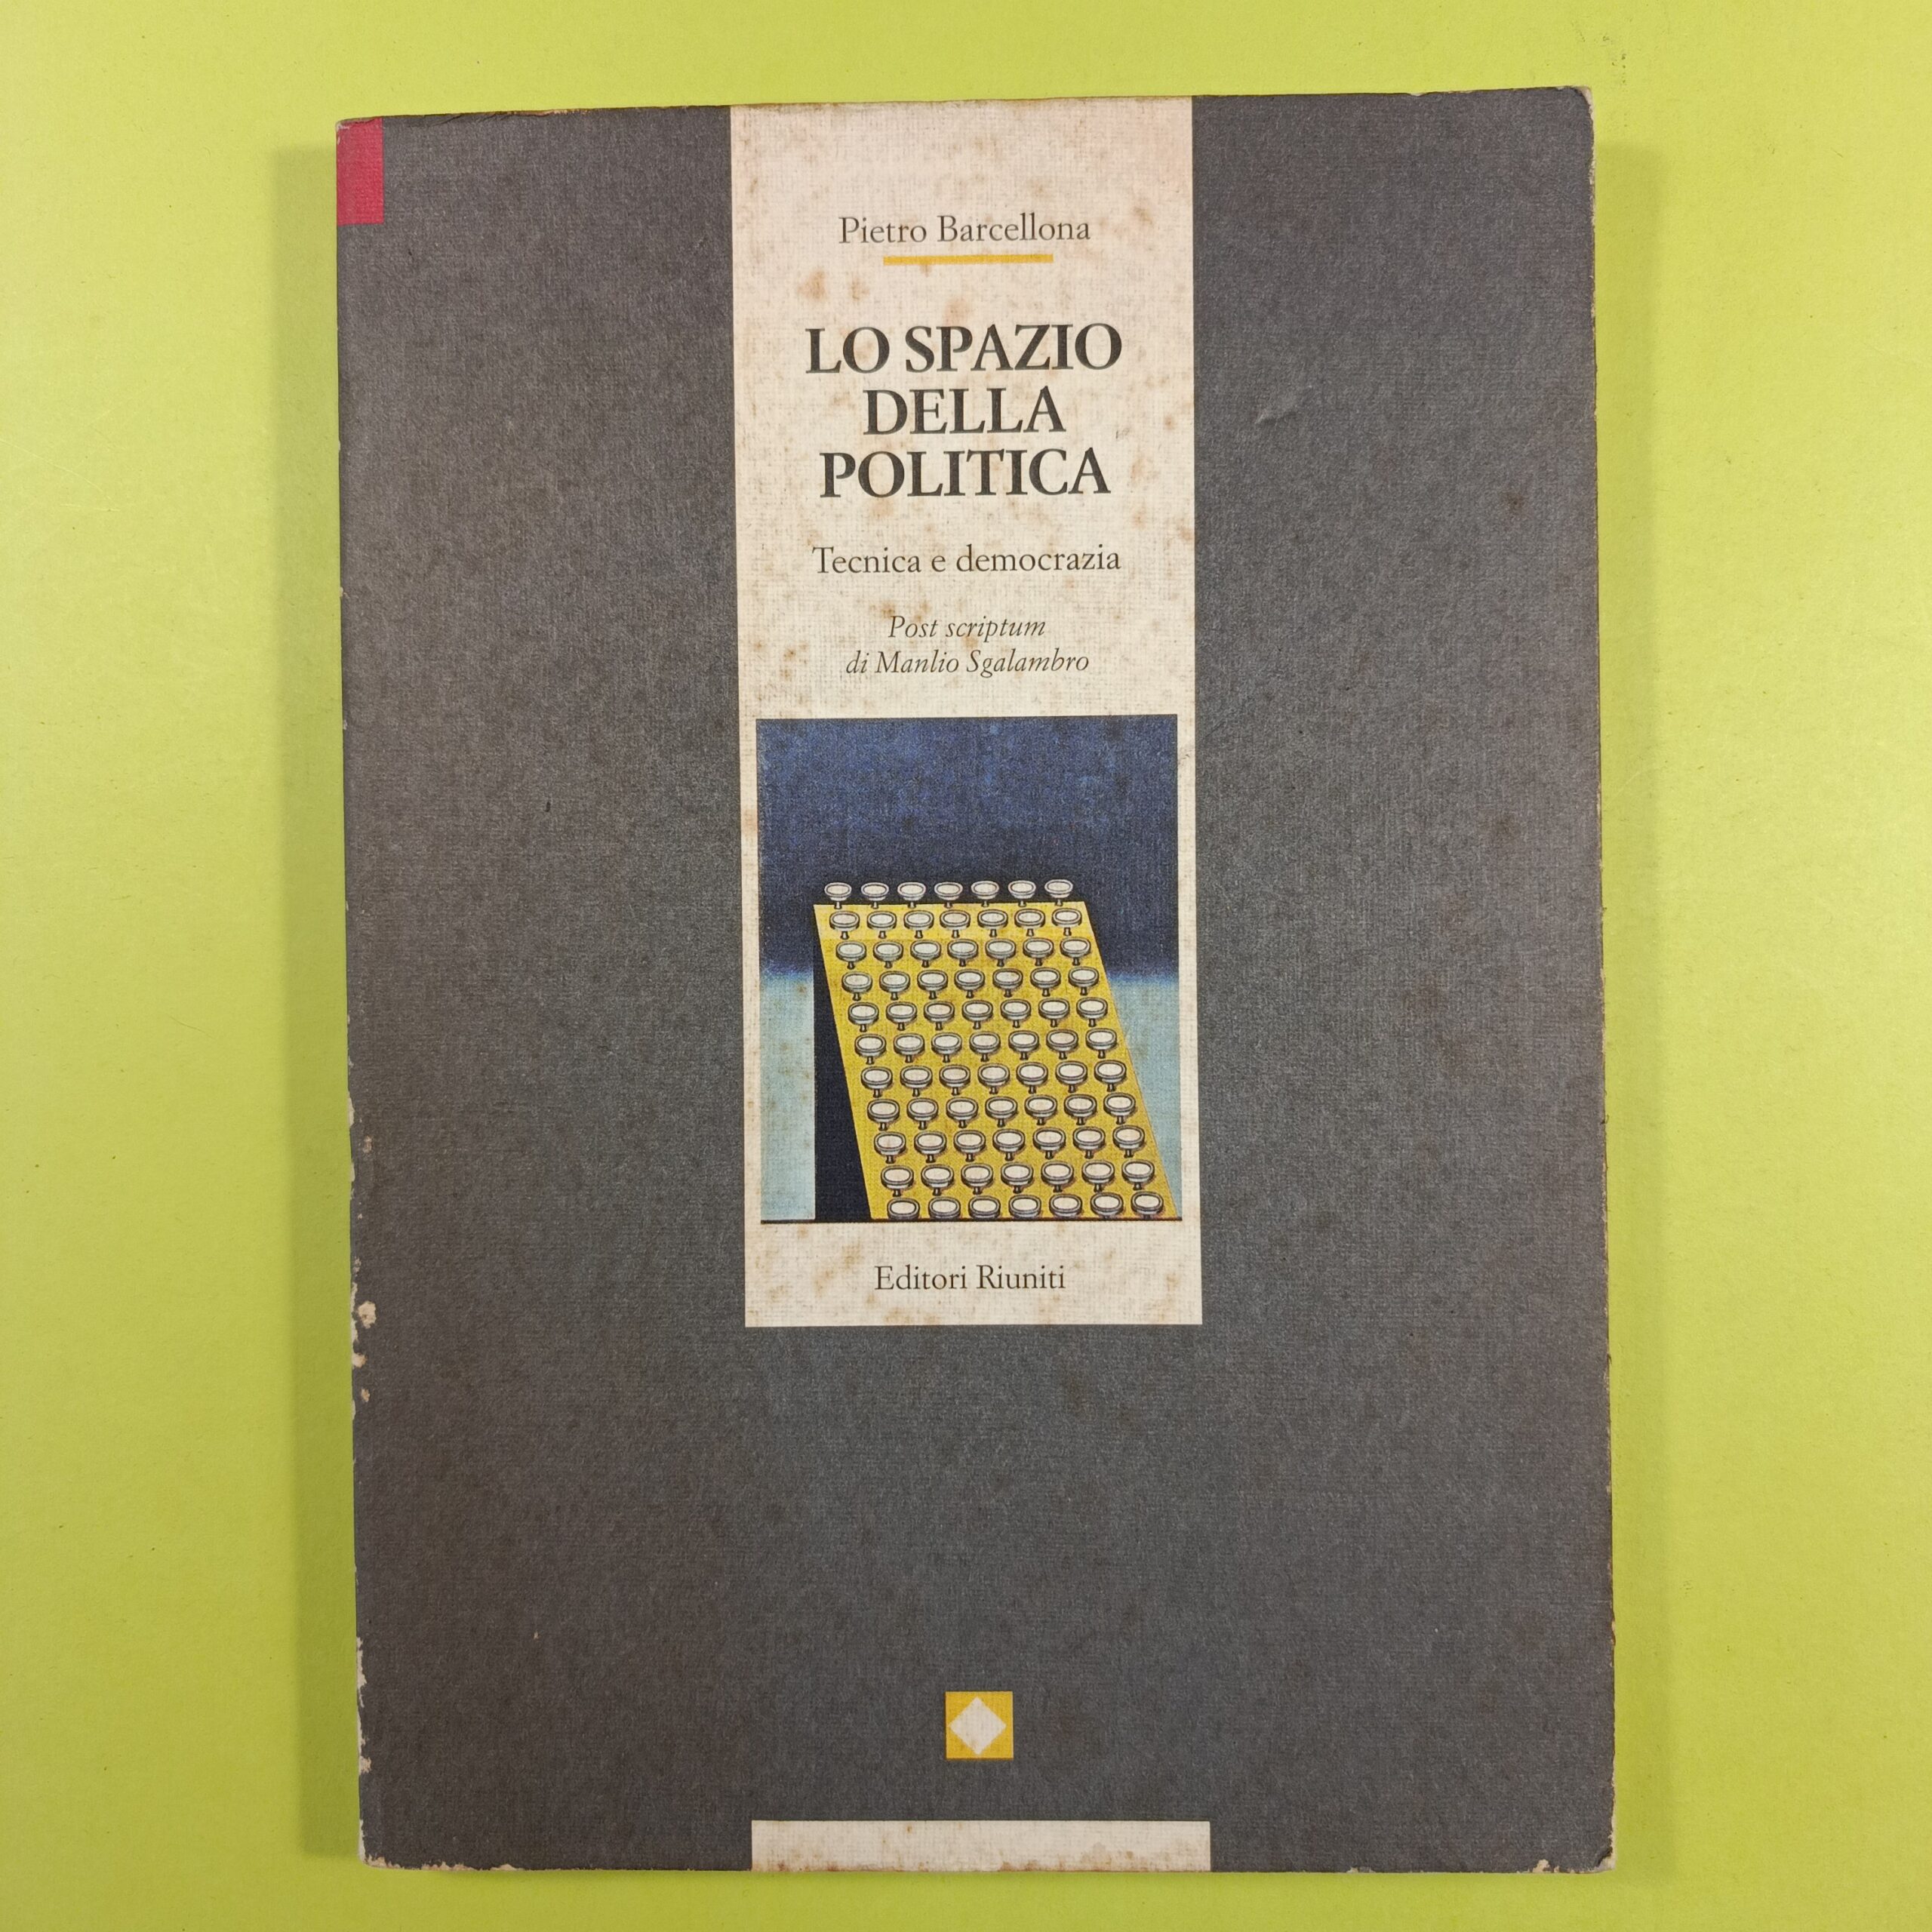 Pietro Barcellona
LO SPAZIO
DELLA
POLITICA
Tecnica e democrazia
Post scriptum
di Manlio Sgalambro
Editori Riuniti